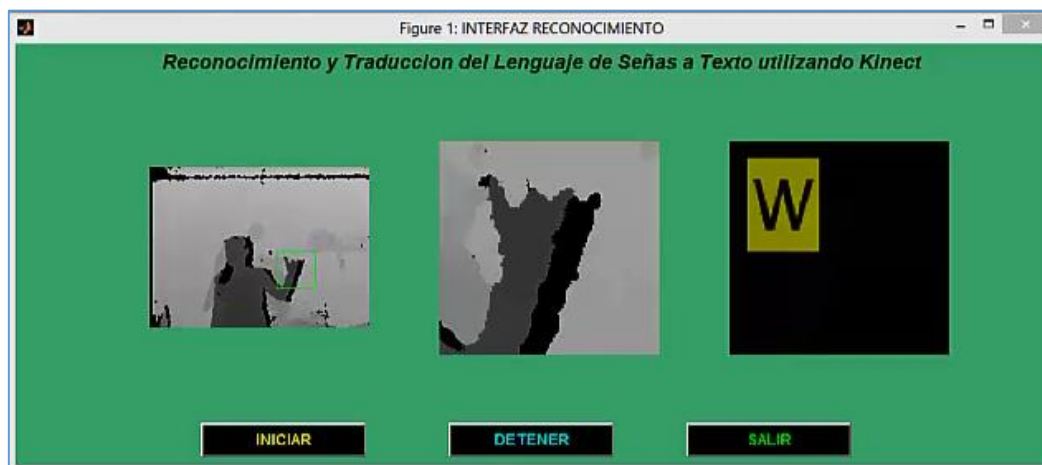 Figure 1: INTERFAZ RECONOCIMIENTO
Reconocimiento y Traduccion del Lenguaje de Señas a Texto utilizando Kinect
W
INICIAR
DETENER
SALIR